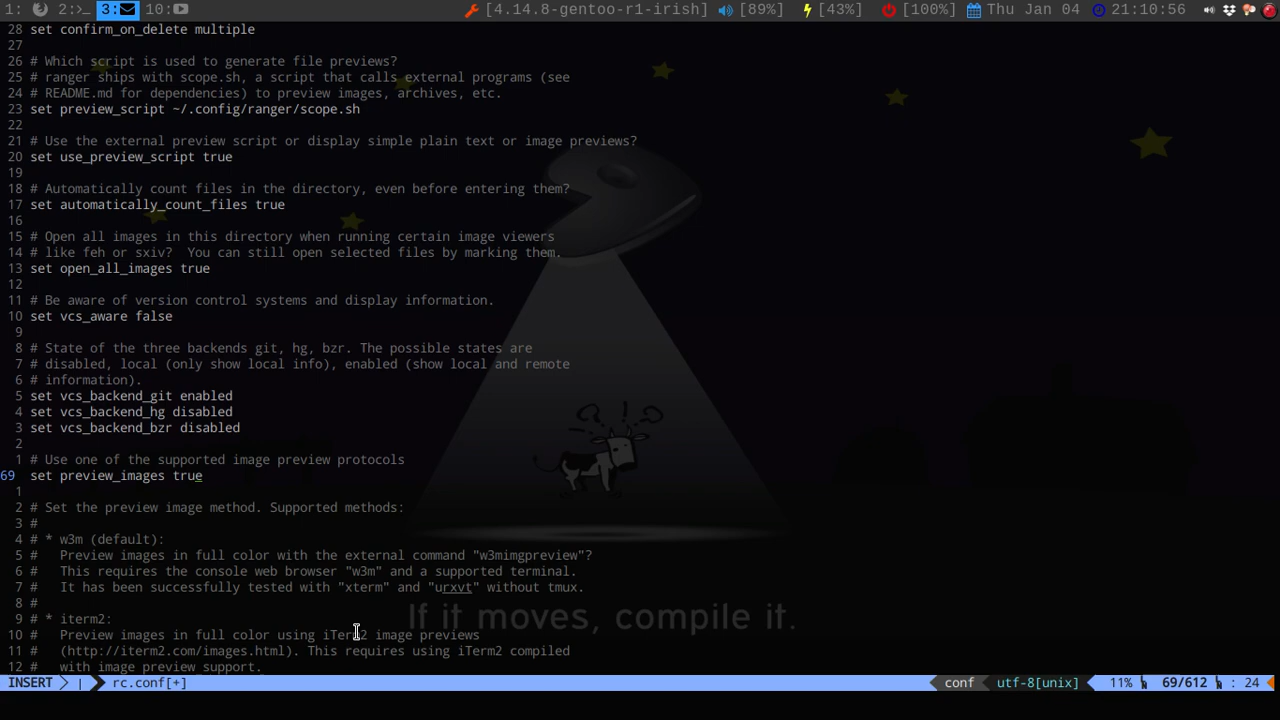 1: 2:>_ 3: 10: [4.14.8-gentoo-r1-irish] [89%] [43%] [100%] Thu Jan 04 21:10:56
28 set confirm_on_delete multiple
27
26 # Which script is used to generate file previews?
25 # ranger ships with scope.sh, a script that calls external programs (see
24 # README.md for dependencies) to preview images, archives, etc.
23 set preview_script ~/.config/ranger/scope.sh
22
21 # Use the external preview script or display simple plain text or image previews?
20 set use_preview_script true
19
18 # Automatically count files in the directory, even before entering them?
17 set automatically_count_files true
16
15 # Open all images in this directory when running certain image viewers
14 # like feh or sxiv?  You can still open selected files by marking them.
13 set open_all_images true
12
11 # Be aware of version control systems and display information.
10 set vcs_aware false
9
8 # State of the three backends git, hg, bzr. The possible states are
7 # disabled, local (only show local info), enabled (show local and remote
6 # information).
5 set vcs_backend_git enabled
4 set vcs_backend_hg disabled
3 set vcs_backend_bzr disabled
2
1 # Use one of the supported image preview protocols
69 set preview_images true
1
2 # Set the preview image method. Supported methods:
3 #
4 # * w3m (default):
5 #   Preview images in full color with the external command "w3mimgpreview"?
6 #   This requires the console web browser "w3m" and a supported terminal.
7 #   It has been successfully tested with "xterm" and "urxvt" without tmux.
8 #
9 # * iterm2:
If it moves, compile it.
10 #   Preview images in full color using iTerm2 image previews
11 #   (http://iterm2.com/images.html). This requires using iTerm2 compiled
12 #   with image preview support.
INSERT | rc.conf[+] conf utf-8[unix] 11% 69/612 : 24